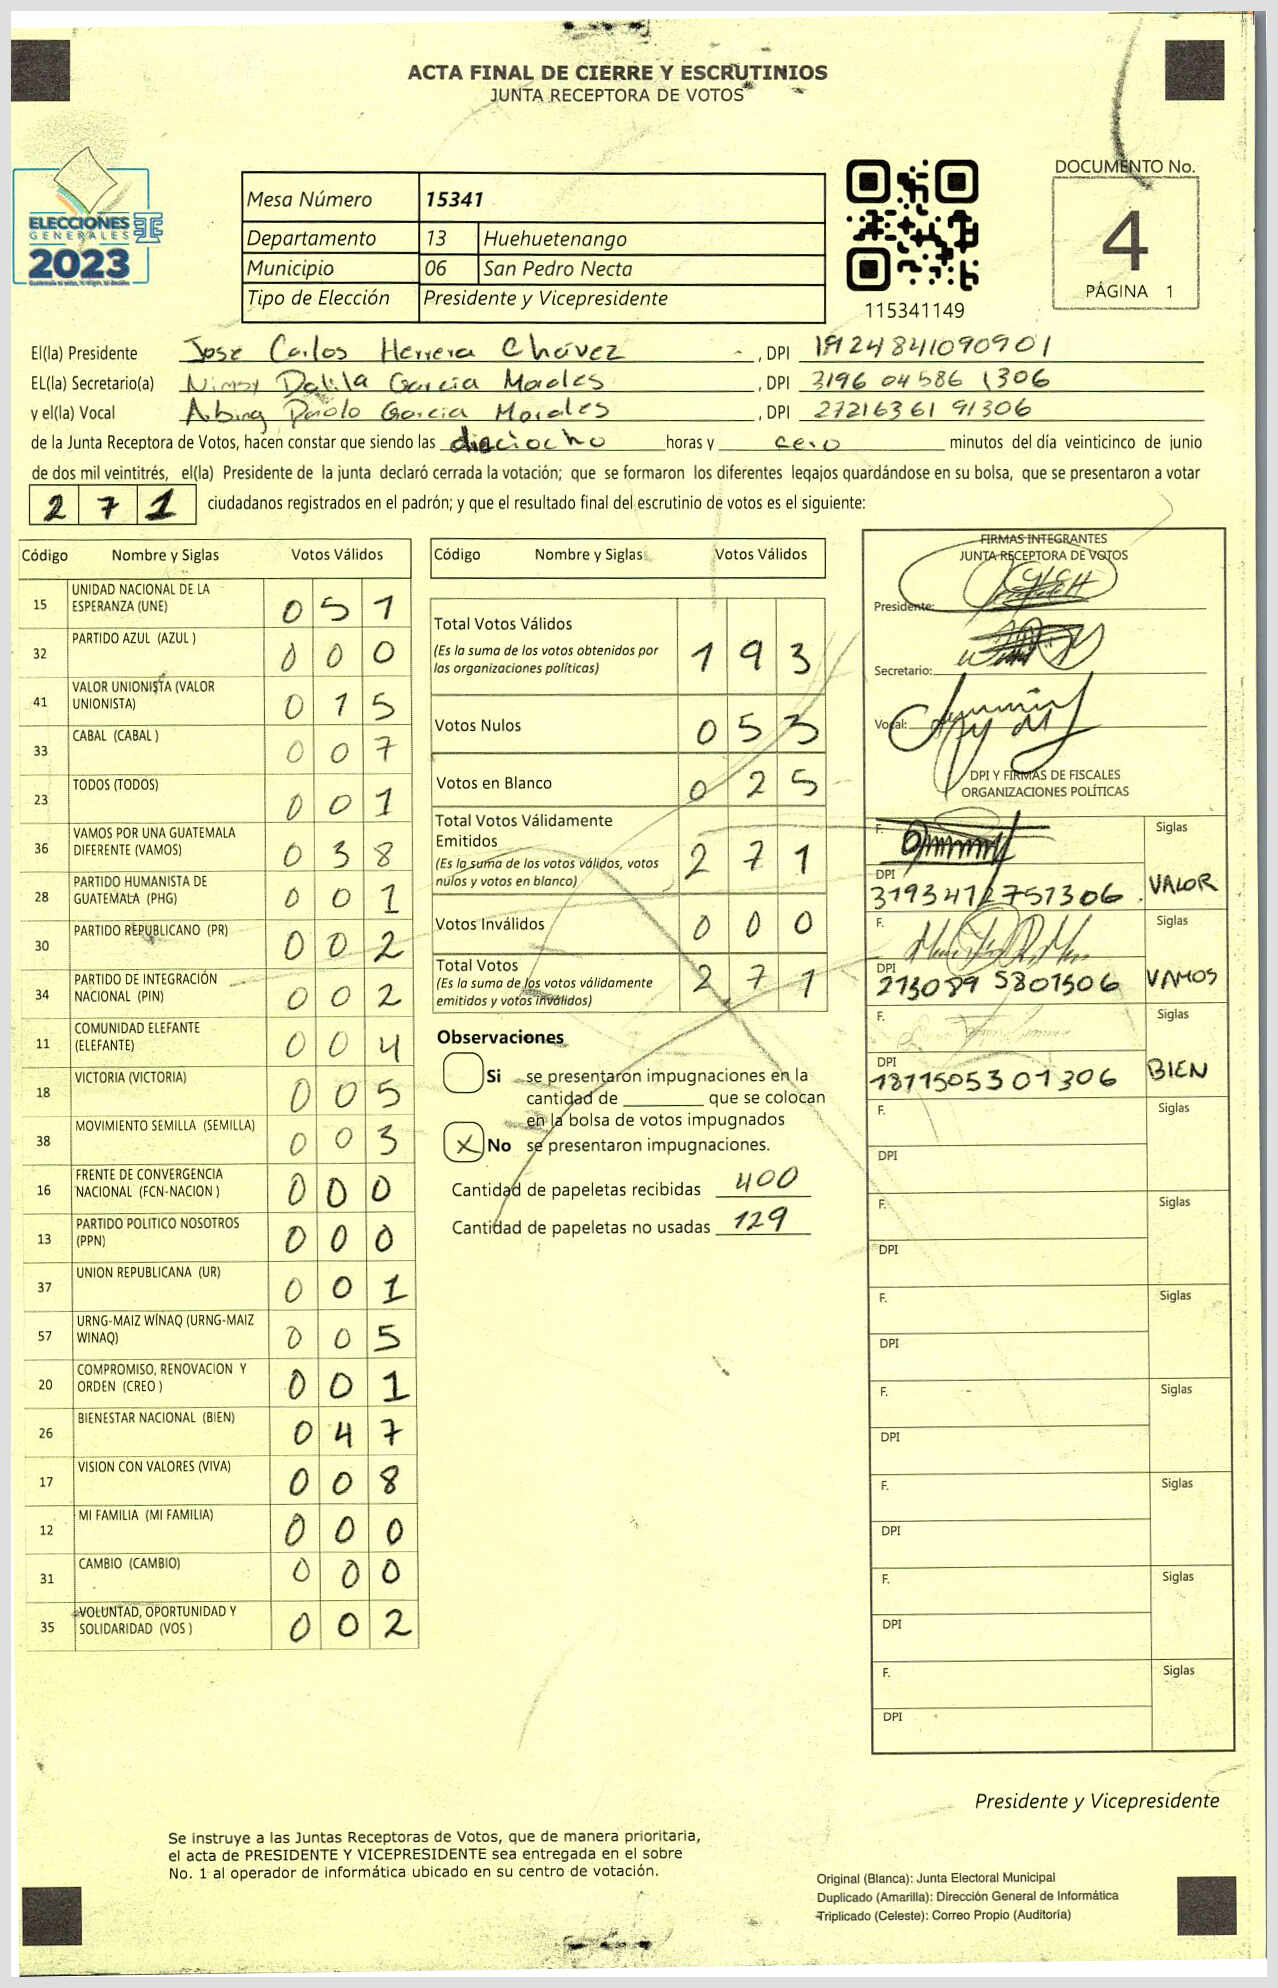 ACTA FINAL DE CIERRE Y ESCRUTINIOS
JUNTA RECEPTORA DE VOTOS
ELECCIONES
GENERALES
2023
Mesa Número 15341
Departamento 13 Huehuetenango
Municipio 06 San Pedro Necta
Tipo de Elección Presidente y Vicepresidente
115341149
DOCUMENTO No.
4
PÁGINA 1
El(la) Presidente Jose Carlos Herrera Chávez , DPI 1924841090901
EL(la) Secretario(a) Nimsy Dalila Garcia Morales , DPI 3196 04586 1306
y el(la) Vocal Paolo Garcia Morales , DPI 2721636191306
de la Junta Receptora de Votos, hacen constar que siendo las dieciocho horas y cero minutos del día veinticinco de junio
de dos mil veintitrés, el(la) Presidente de la junta declaró cerrada la votación; que se formaron los diferentes legajos quardándose en su bolsa, que se presentaron a votar
2 7 1 ciudadanos registrados en el padrón; y que el resultado final del escrutinio de votos es el siguiente:
Código Nombre y Siglas Votos Válidos
15 UNIDAD NACIONAL DE LA ESPERANZA (UNE) 0 5 1
32 PARTIDO AZUL (AZUL ) 0 0 0
41 VALOR UNIONISTA (VALOR UNIONISTA) 0 1 5
33 CABAL (CABAL ) 0 0 7
23 TODOS (TODOS) 0 0 1
36 VAMOS POR UNA GUATEMALA DIFERENTE (VAMOS) 0 3 8
28 PARTIDO HUMANISTA DE GUATEMALA (PHG) 0 0 1
30 PARTIDO REPUBLICANO (PR) 0 0 2
34 PARTIDO DE INTEGRACIÓN NACIONAL (PIN) 0 0 2
11 COMUNIDAD ELEFANTE (ELEFANTE) 0 0 4
18 VICTORIA (VICTORIA) 0 0 5
38 MOVIMIENTO SEMILLA (SEMILLA) 0 0 3
16 FRENTE DE CONVERGENCIA NACIONAL (FCN-NACION ) 0 0 0
13 PARTIDO POLITICO NOSOTROS (PPN) 0 0 0
37 UNION REPUBLICANA (UR) 0 0 1
57 URNG-MAIZ WÍNAQ (URNG-MAIZ WINAQ) 0 0 5
20 COMPROMISO, RENOVACION Y ORDEN (CREO ) 0 0 1
26 BIENESTAR NACIONAL (BIEN) 0 4 7
17 VISION CON VALORES (VIVA) 0 0 8
12 MI FAMILIA (MI FAMILIA) 0 0 0
31 CAMBIO (CAMBIO) 0 0 0
35 VOLUNTAD, OPORTUNIDAD Y SOLIDARIDAD (VOS ) 0 0 2
Código Nombre y Siglas Votos Válidos
Total Votos Válidos 1 9 3
(Es la suma de los votos obtenidos por
las organizaciones políticas)
Votos Nulos 0 5 3
Votos en Blanco 0 2 5
Total Votos Válidamente
Emitidos 2 7 1
(Es la suma de los votos válidos, votos
nulos y votos en blanco)
Votos Inválidos 0 0 0
Total Votos 2 7 1
(Es la suma de los votos válidamente
emitidos y votos inválidos)
Observaciones
Si se presentaron impugnaciones en la
cantidad de ________ que se colocan
en la bolsa de votos impugnados
X No se presentaron impugnaciones.
Cantidad de papeletas recibidas 400
Cantidad de papeletas no usadas 129
FIRMAS INTEGRANTES
JUNTA RECEPTORA DE VOTOS
Presidente:
Secretario:
Vocal:
DPI Y FIRMAS DE FISCALES
ORGANIZACIONES POLÍTICAS
F. Siglas
DPI
3193412751306 VALOR
F. Siglas
DPI
213089 5801306 VAMOS
F. Siglas
DPI
1871505301306 BIEN
F. Siglas
DPI
F. Siglas
DPI
F. Siglas
DPI
F. Siglas
DPI
F. Siglas
DPI
F. Siglas
DPI
F. Siglas
DPI
Presidente y Vicepresidente
Se instruye a las Juntas Receptoras de Votos, que de manera prioritaria,
el acta de PRESIDENTE Y VICEPRESIDENTE sea entregada en el sobre
No. 1 al operador de informática ubicado en su centro de votación.
Original (Blanca): Junta Electoral Municipal
Duplicado (Amarilla): Dirección General de Informática
Triplicado (Celeste): Correo Propio (Auditoría)